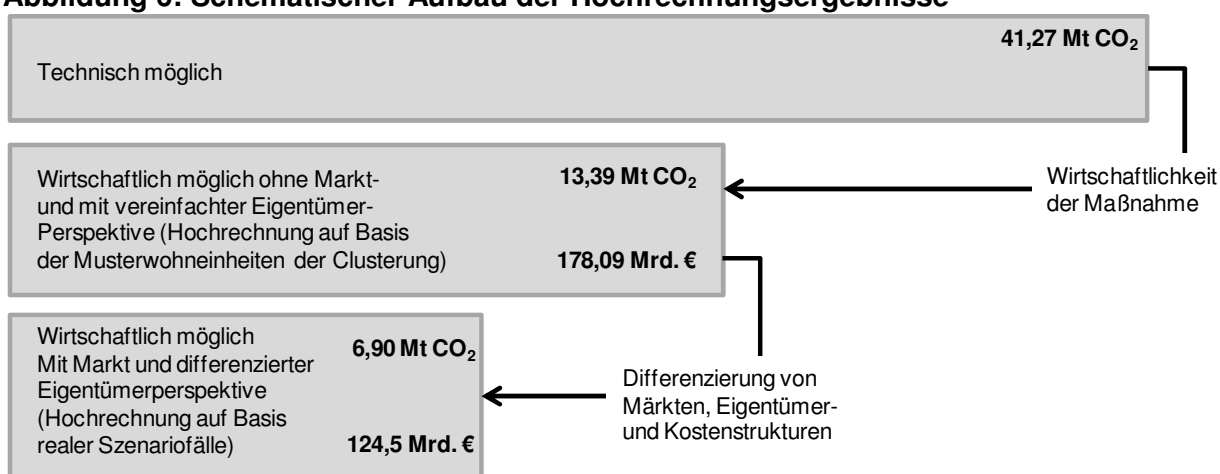 Abbildung 6: Schematischer Aufbau der Hochrechnungsergebnisse
41,27 Mt CO₂
Technisch möglich
Wirtschaftlich möglich ohne Markt-
und mit vereinfachter Eigentümer-
Perspektive (Hochrechnung auf Basis
der Musterwohneinheiten der Clusterung)
13,39 Mt CO₂
178,09 Mrd. €
Wirtschaftlichkeit
der Maßnahme
Wirtschaftlich möglich
Mit Markt und differenzierter
Eigentümerperspektive
(Hochrechnung auf Basis
realer Szenariofälle)
6,90 Mt CO₂
124,5 Mrd. €
Differenzierung von
Märkten, Eigentümer-
und Kostenstrukturen